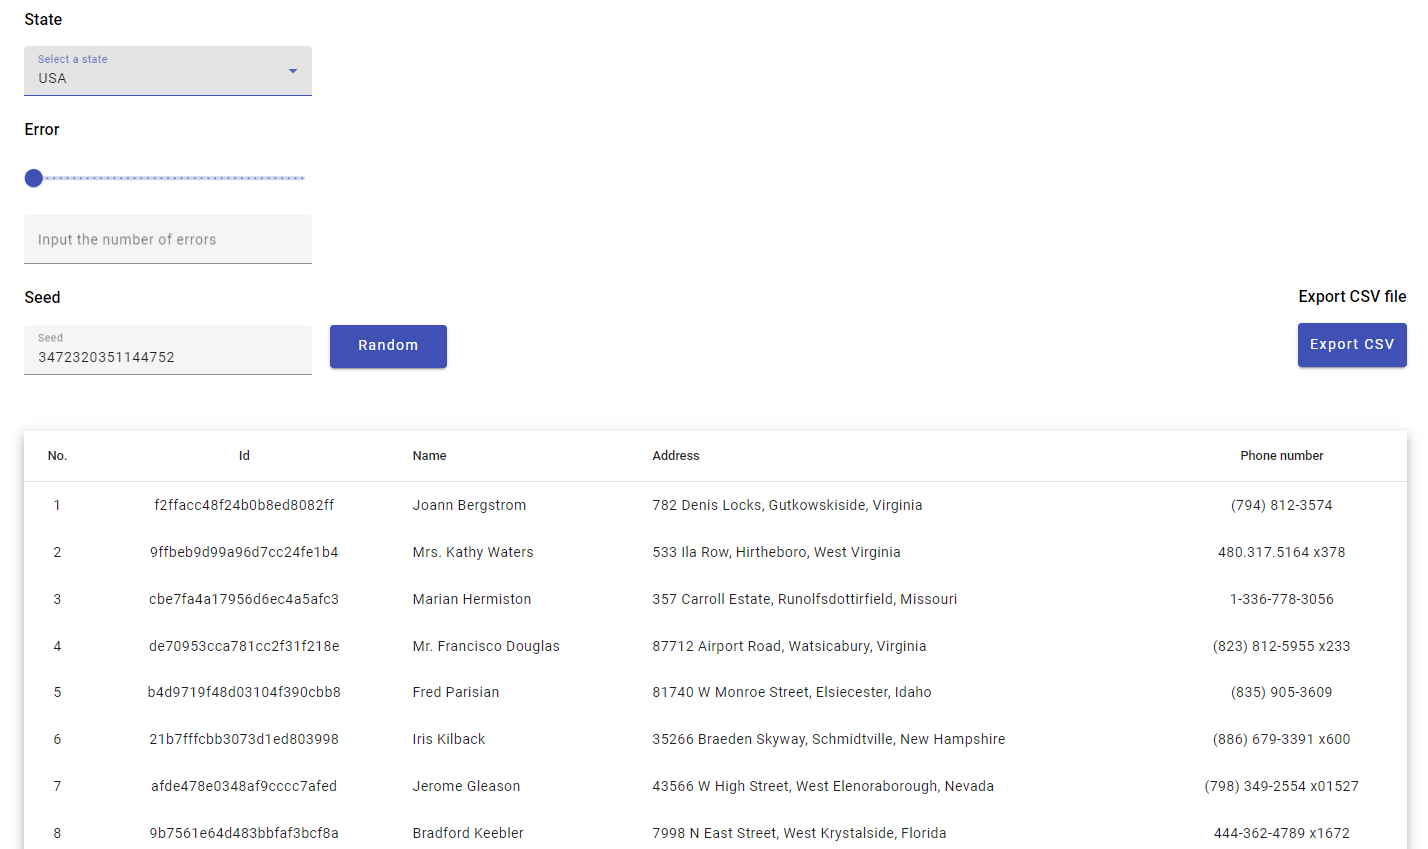 State
Select a state
USA
Error
Input the number of errors
Seed
Export CSV file
Seed
3472320351144752
Random
Export CSV
No. Id Name Address Phone number
1 f2ffacc48f24b0b8ed8082ff Joann Bergstrom 782 Denis Locks, Gutkowskiside, Virginia (794) 812-3574
2 9ffbeb9d99a96d7cc24fe1b4 Mrs. Kathy Waters 533 Ila Row, Hirtheboro, West Virginia 480.317.5164 x378
3 cbe7fa4a17956d6ec4a5afc3 Marian Hermiston 357 Carroll Estate, Runolfsdottirfield, Missouri 1-336-778-3056
4 de70953cca781cc2f31f218e Mr. Francisco Douglas 87712 Airport Road, Watsicabury, Virginia (823) 812-5955 x233
5 b4d9719f48d03104f390cbb8 Fred Parisian 81740 W Monroe Street, Elsiecester, Idaho (835) 905-3609
6 21b7fffcbb3073d1ed803998 Iris Kilback 35266 Braeden Skyway, Schmidtville, New Hampshire (886) 679-3391 x600
7 afde478e0348af9cccc7afed Jerome Gleason 43566 W High Street, West Elenoraborough, Nevada (798) 349-2554 x01527
8 9b7561e64d483bbfaf3bcf8a Bradford Keebler 7998 N East Street, West Krystalside, Florida 444-362-4789 x1672